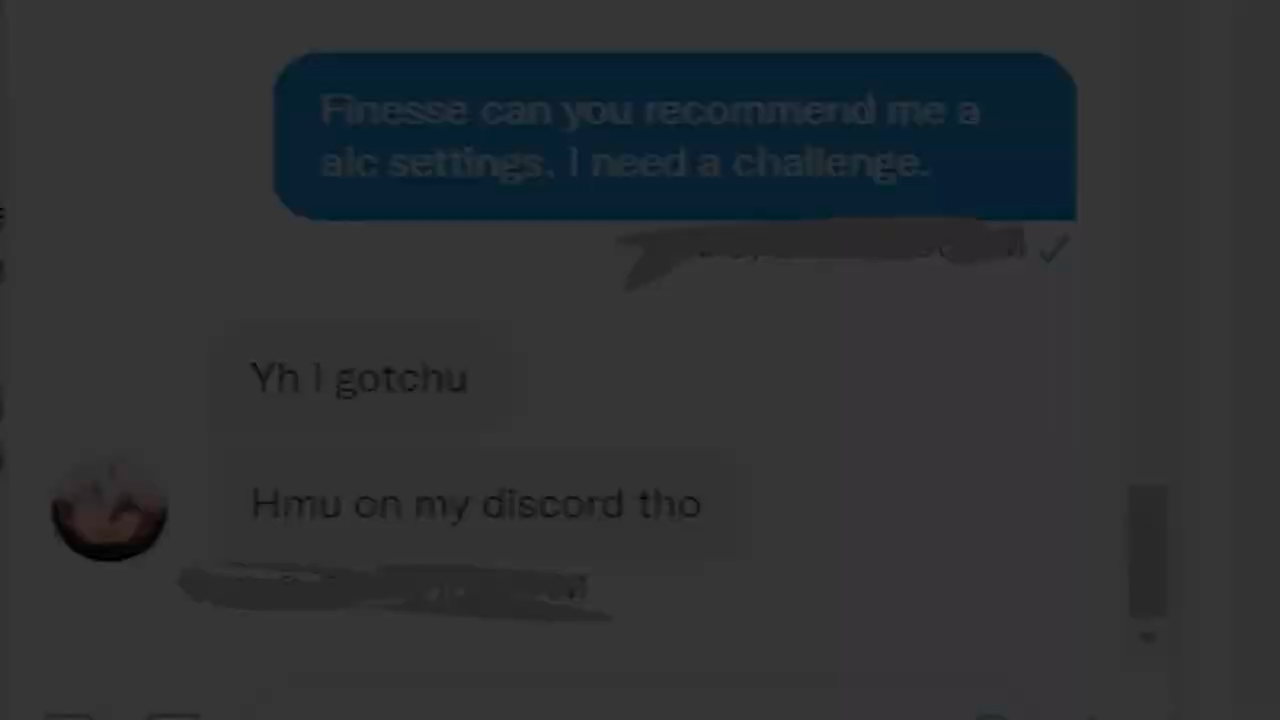 Finesse can you recommend me a
alc settings. I need a challenge.
Yh I gotchu
Hmu on my discord tho